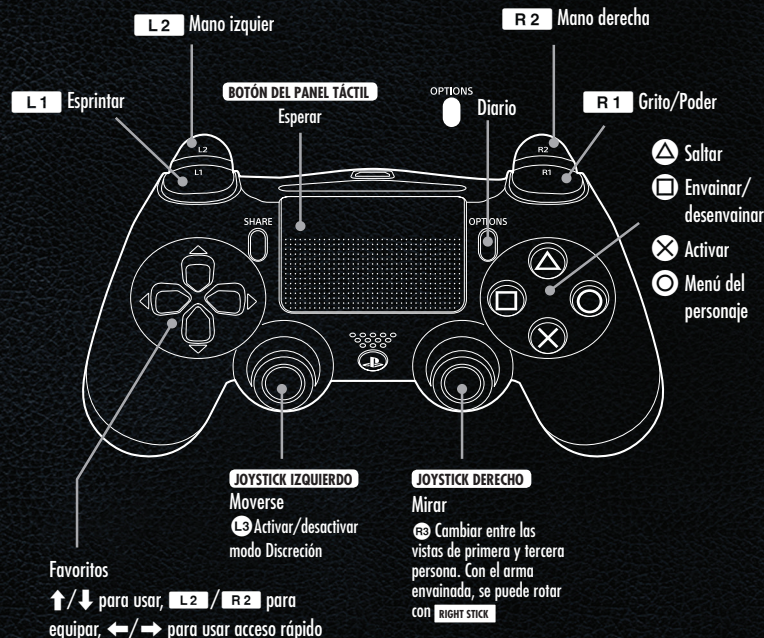 L2 Mano izquier
R2 Mano derecha
L1 Esprintar
BOTÓN DEL PANEL TÁCTIL
Esperar
OPTIONS
Diario
R1 Grito/Poder
L2
L1
R2
R1
SHARE
OPTIONS
Saltar
Envainar/
desenvainar
Activar
Menú del
personaje
JOYSTICK IZQUIERDO
Moverse
L3 Activar/desactivar
modo Discreción
JOYSTICK DERECHO
Mirar
R3 Cambiar entre las
vistas de primera y tercera
persona. Con el arma
envainada, se puede rotar
con RIGHT STICK
Favoritos
↑/↓ para usar, L2 / R2 para
equipar, ←/→ para usar acceso rápido